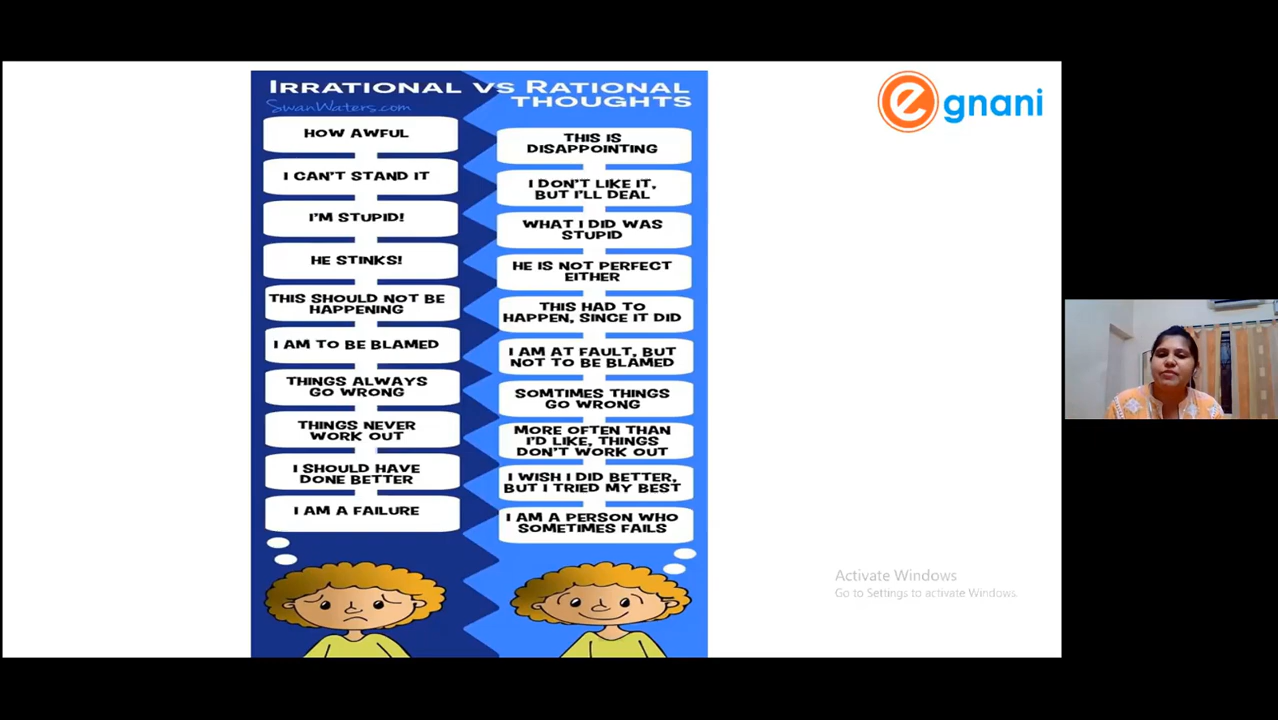 IRRATIONAL VS RATIONAL
THOUGHTS
SwanWaters.com
HOW AWFUL
I CAN'T STAND IT
I'M STUPID!
HE STINKS!
THIS SHOULD NOT BE
HAPPENING
I AM TO BE BLAMED
THINGS ALWAYS
GO WRONG
THINGS NEVER
WORK OUT
I SHOULD HAVE
DONE BETTER
I AM A FAILURE
THIS IS
DISAPPOINTING
I DON'T LIKE IT,
BUT I'LL DEAL
WHAT I DID WAS
STUPID
HE IS NOT PERFECT
EITHER
THIS HAD TO
HAPPEN, SINCE IT DID
I AM AT FAULT, BUT
NOT TO BE BLAMED
SOMTIMES THINGS
GO WRONG
MORE OFTEN THAN
I'D LIKE, THINGS
DON'T WORK OUT
I WISH I DID BETTER,
BUT I TRIED MY BEST
I AM A PERSON WHO
SOMETIMES FAILS
egnani
Activate Windows
Go to Settings to activate Windows.